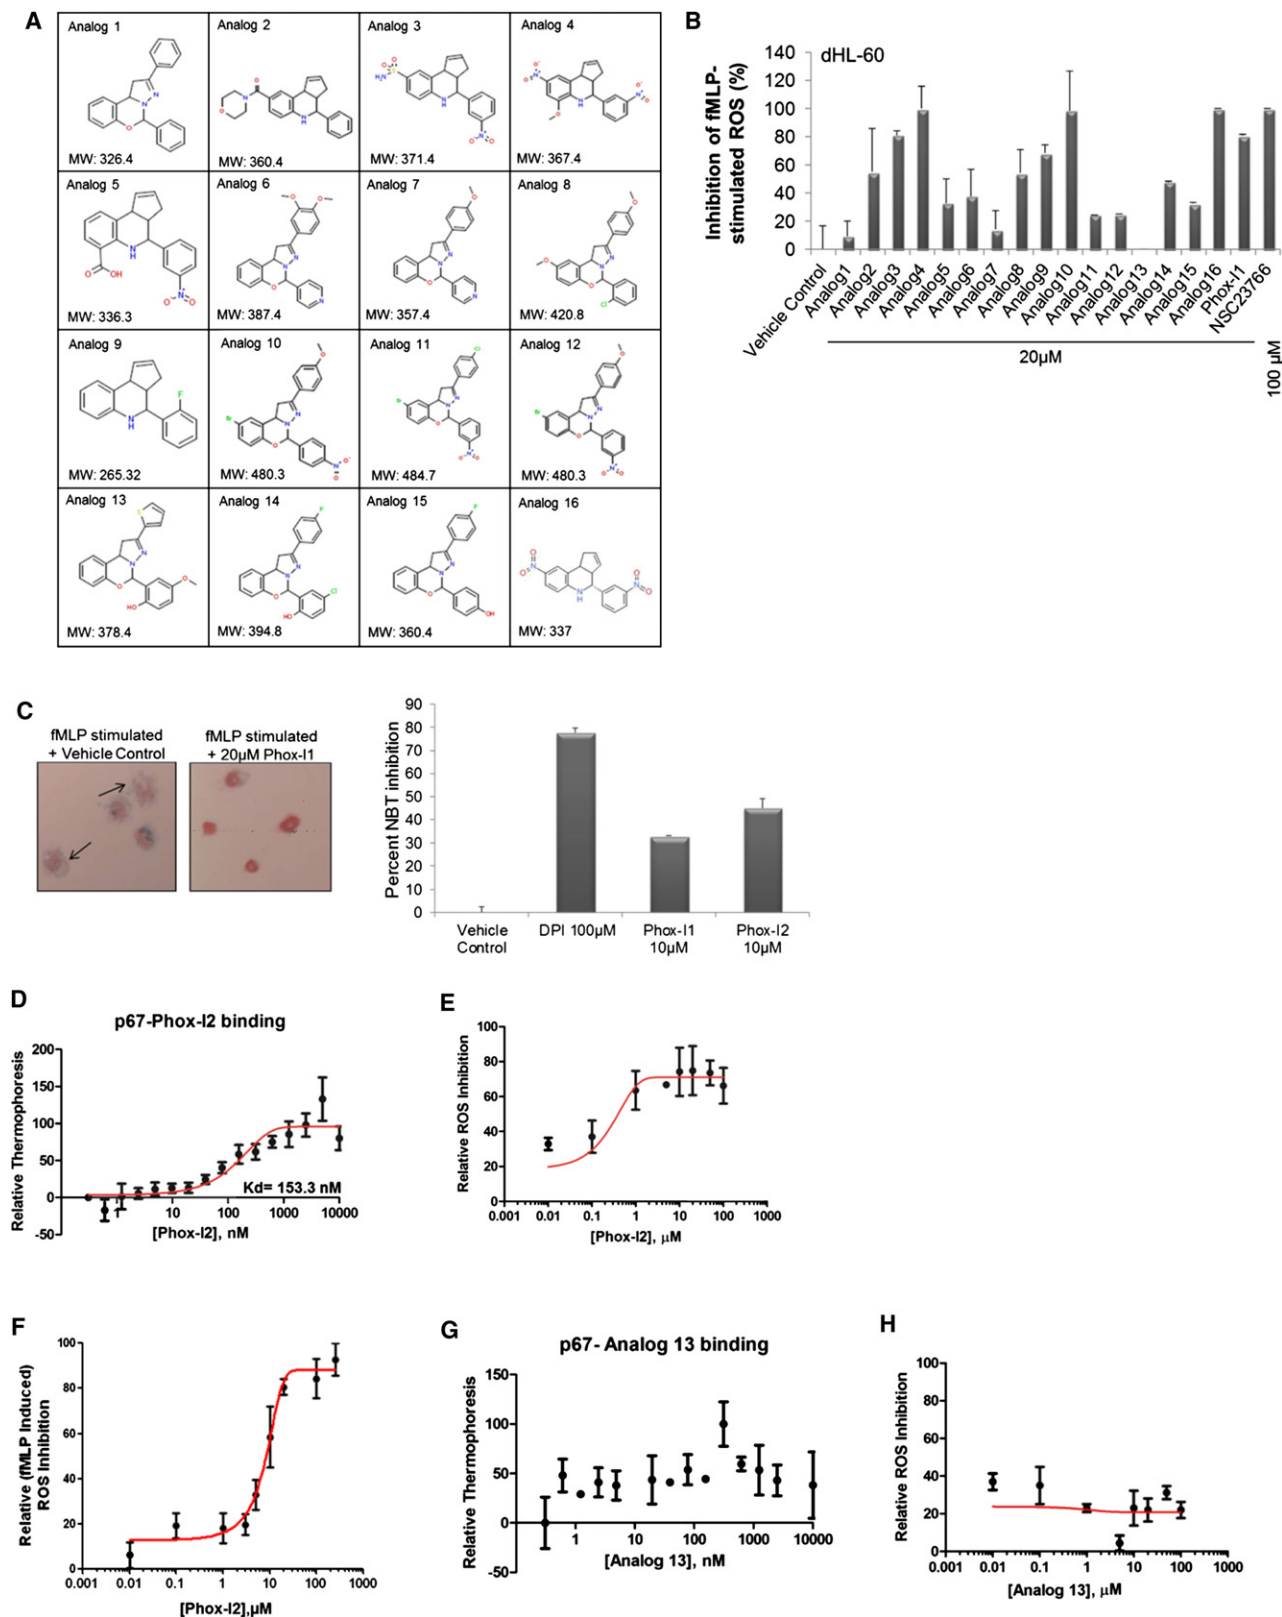 A
Analog 1
MW: 326.4
Analog 2
MW: 360.4
Analog 3
MW: 371.4
Analog 4
MW: 367.4
Analog 5
MW: 336.3
Analog 6
MW: 387.4
Analog 7
MW: 357.4
Analog 8
MW: 420.8
Analog 9
MW: 265.32
Analog 10
MW: 480.3
Analog 11
MW: 484.7
Analog 12
MW: 480.3
Analog 13
MW: 378.4
Analog 14
MW: 394.8
Analog 15
MW: 360.4
Analog 16
MW: 337
B
dHL-60
Inhibition of fMLP-
stimulated ROS (%)
140
120
100
80
60
40
20
0
Vehicle Control
Analog1
Analog2
Analog3
Analog4
Analog5
Analog6
Analog7
Analog8
Analog9
Analog10
Analog11
Analog12
Analog13
Analog14
Analog15
Analog16
Phox-I1
NSC23766
20µM
100 µM
C
fMLP stimulated
+ Vehicle Control
fMLP stimulated
+ 20µM Phox-I1
Percent NBT inhibition
90
80
70
60
50
40
30
20
10
0
Vehicle
Control
DPI 100µM
Phox-I1
10µM
Phox-I2
10µM
D
p67-Phox-I2 binding
Relative Thermophoresis
200
150
100
50
0
-50
1
10
100
1000
10000
Kd= 153.3 nM
[Phox-I2], nM
E
Relative ROS Inhibition
100
80
60
40
20
0
0.001
0.01
0.1
1
10
100
1000
[Phox-I2], µM
F
Relative (fMLP Induced)
ROS Inhibition
100
80
60
40
20
0
0.001
0.01
0.1
1
10
100
1000
[Phox-I2],µM
G
p67- Analog 13 binding
Relative Thermophoresis
150
100
50
0
-50
1
10
100
1000
10000
[Analog 13], nM
H
Relative ROS Inhibition
100
80
60
40
20
0
0.001
0.01
0.1
1
10
100
1000
[Analog 13], µM